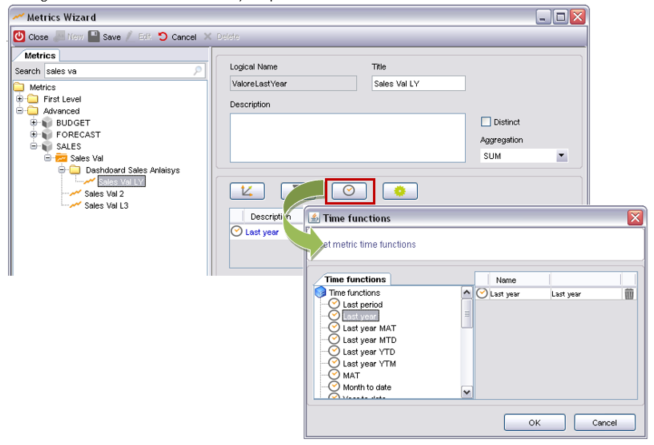 Metrics Wizard
Close New Save Edit Cancel Delete
Metrics
Search sales va
Metrics
First Level
Advanced
BUDGET
FORECAST
SALES
Sales Val
Dashdoard Sales Anlaisys
Sales Val LY
Sales Val 2
Sales Val L3
Logical Name Title
ValoreLastYear Sales Val LY
Description
Distinct
Aggregation
SUM
Description
Last year
Time functions
et metric time functions
Time functions
Time functions
Last period
Last year
Last year MAT
Last year MTD
Last year YTD
Last year YTM
MAT
Month to date
Name
Last year Last year
OK Cancel